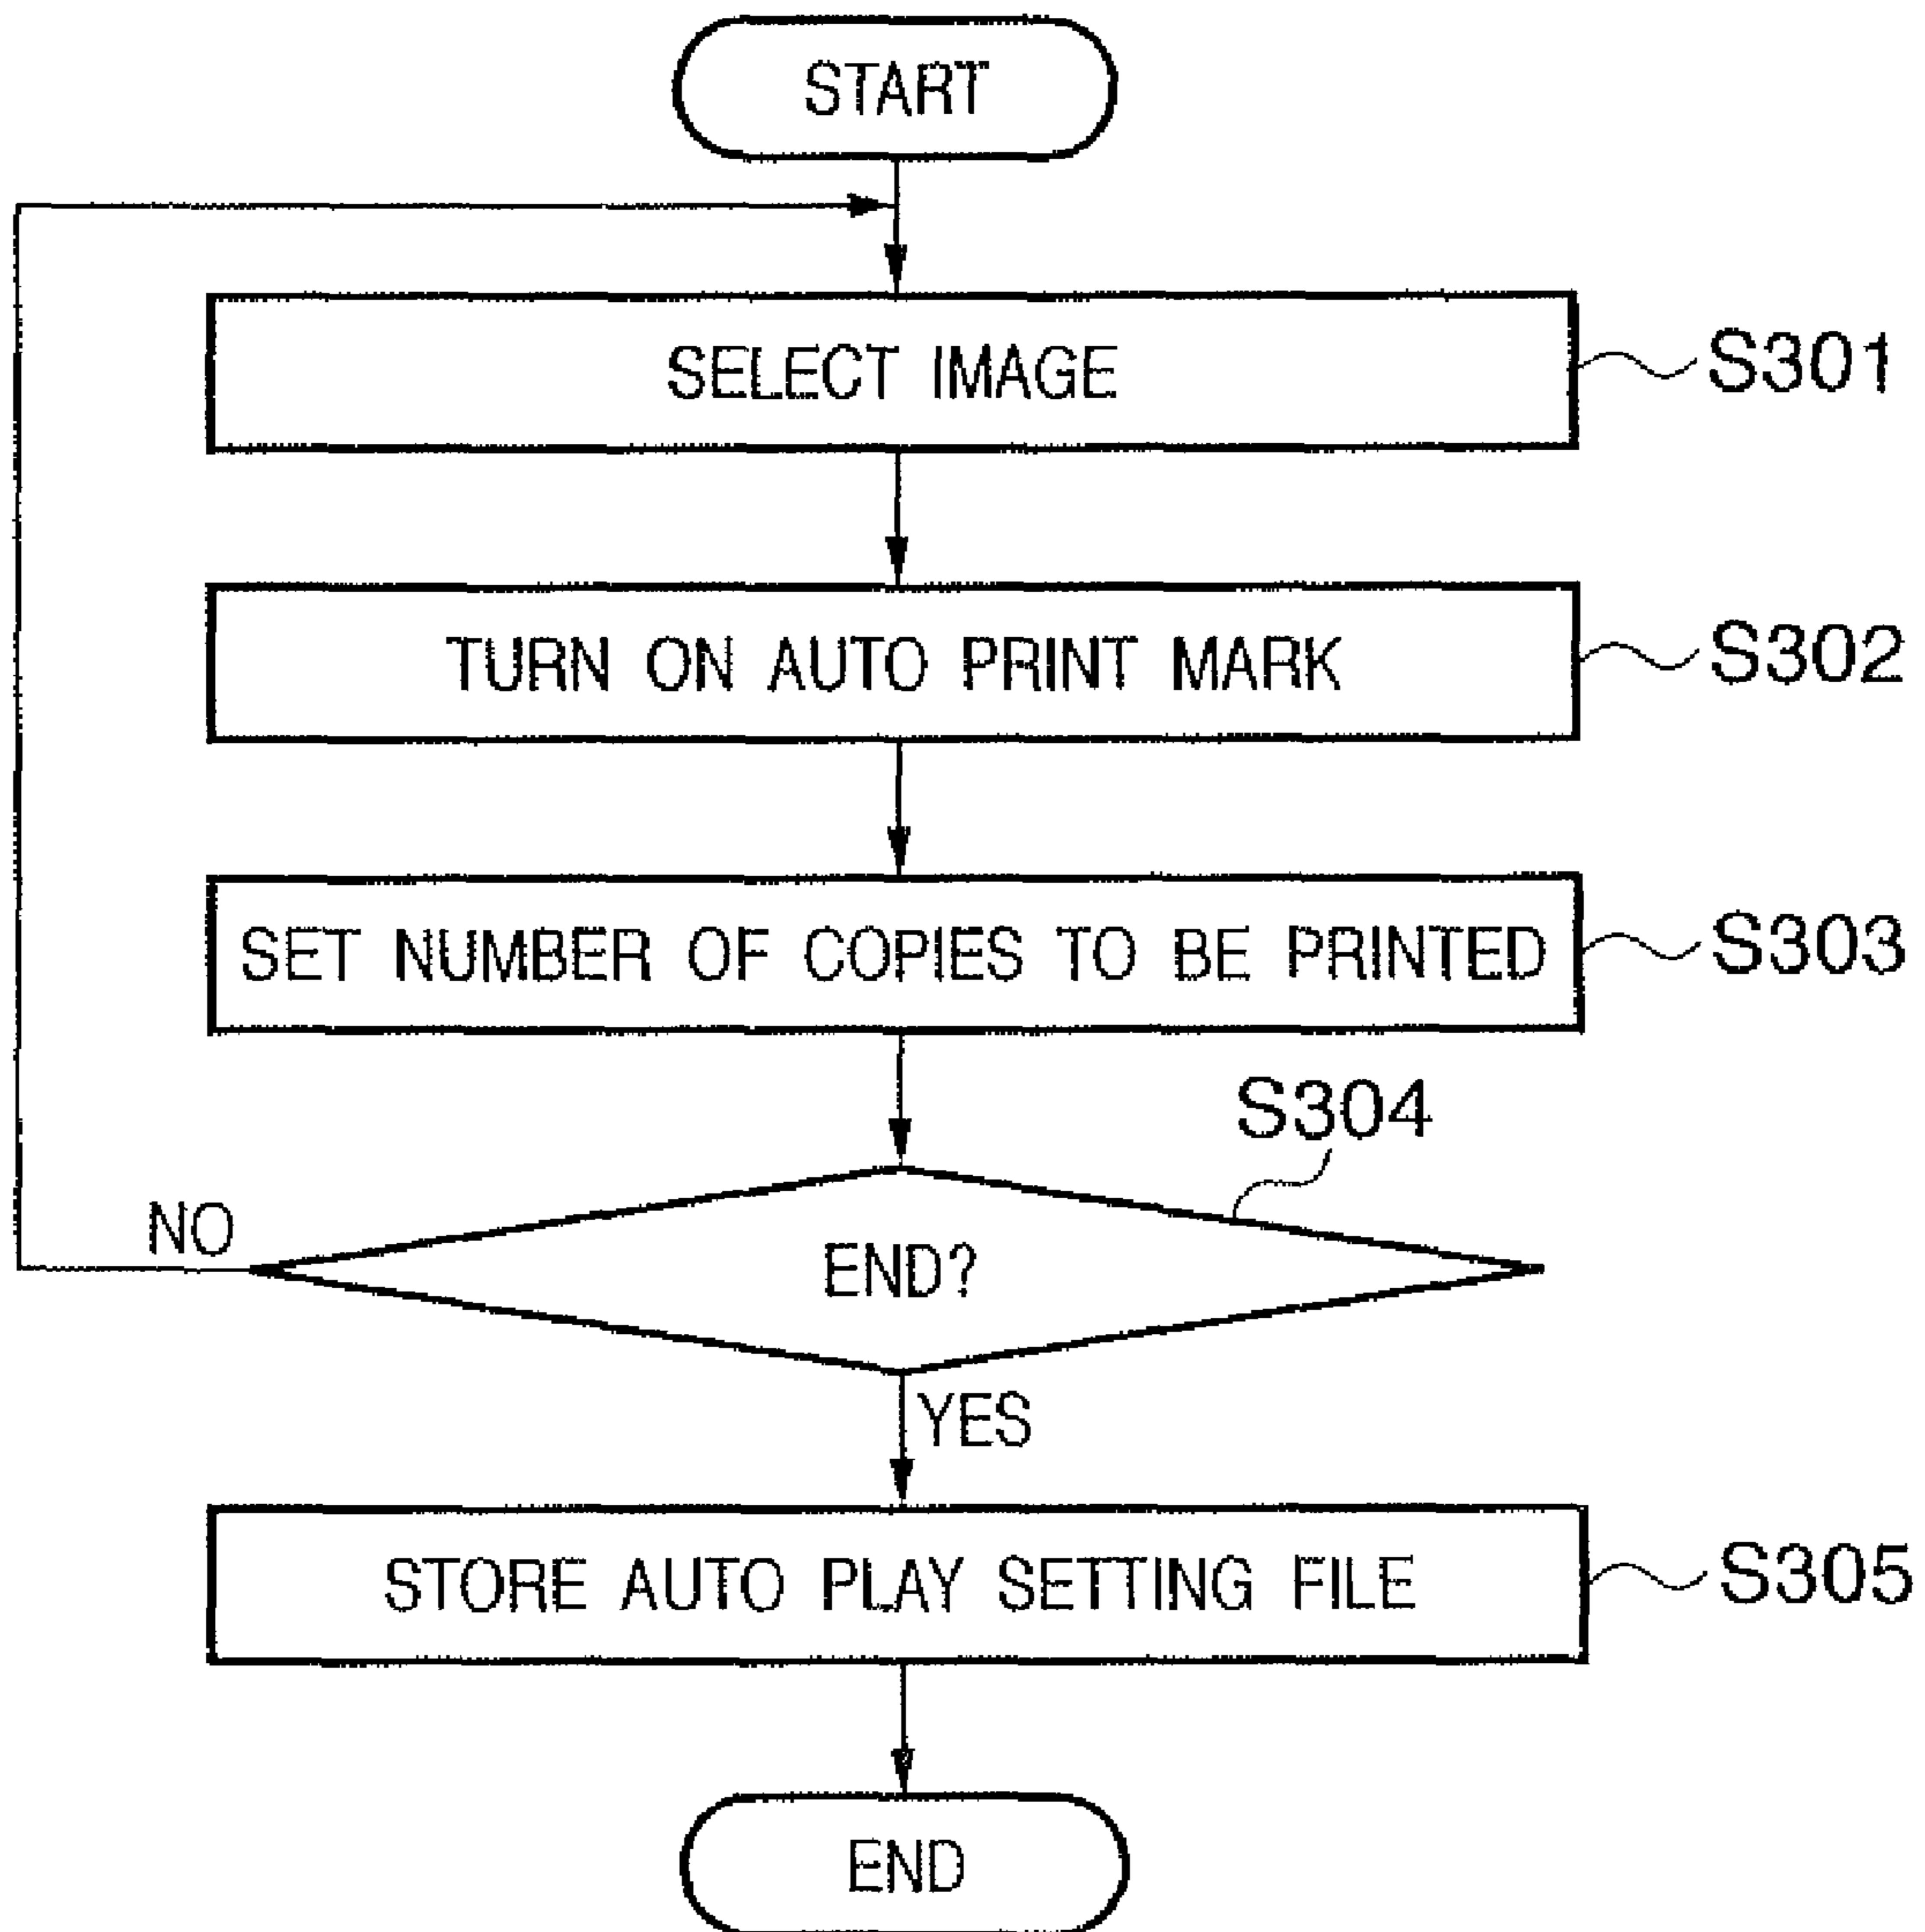 START
SELECT IMAGE
S301
TURN ON AUTO PRINT MARK
S302
SET NUMBER OF COPIES TO BE PRINTED
S303
S304
NO
END?
YES
STORE AUTO PLAY SETTING FILE
S305
END